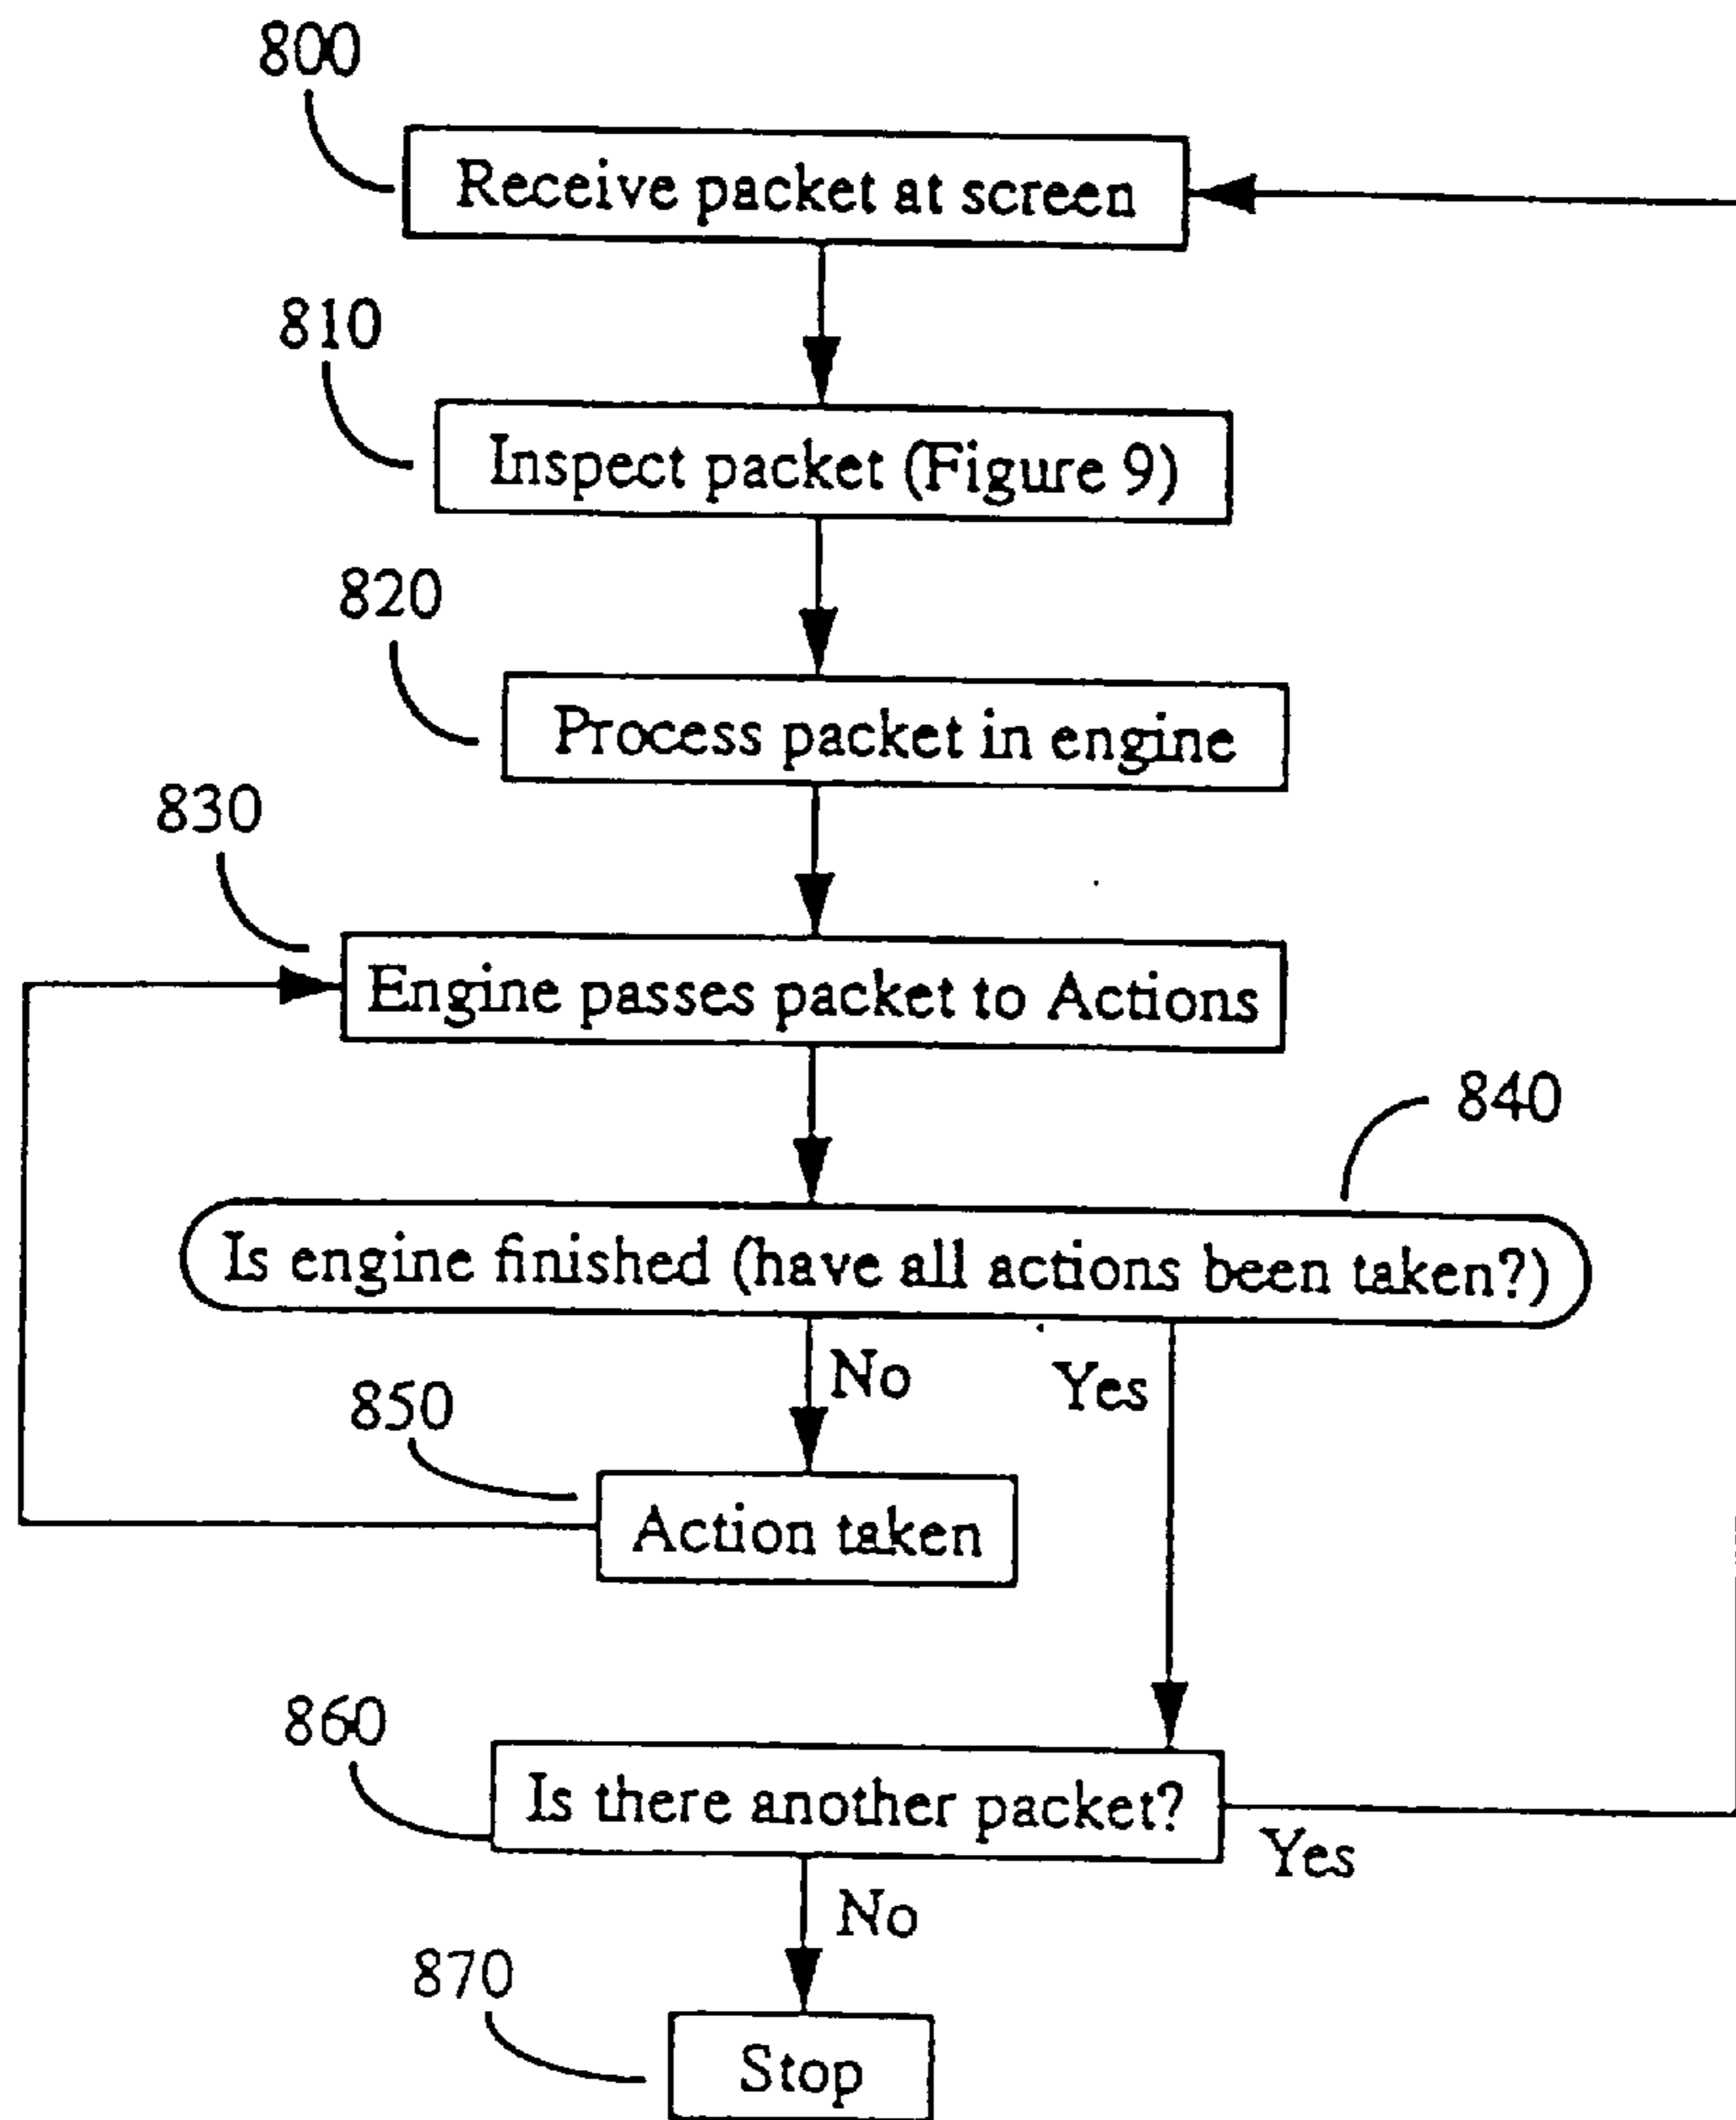 800
Receive packet at screen
810
Inspect packet (Figure 9)
820
Process packet in engine
830
Engine passes packet to Actions
840
Is engine finished (have all actions been taken?)
No
Yes
850
Action taken
860
Is there another packet?
Yes
No
870
Stop